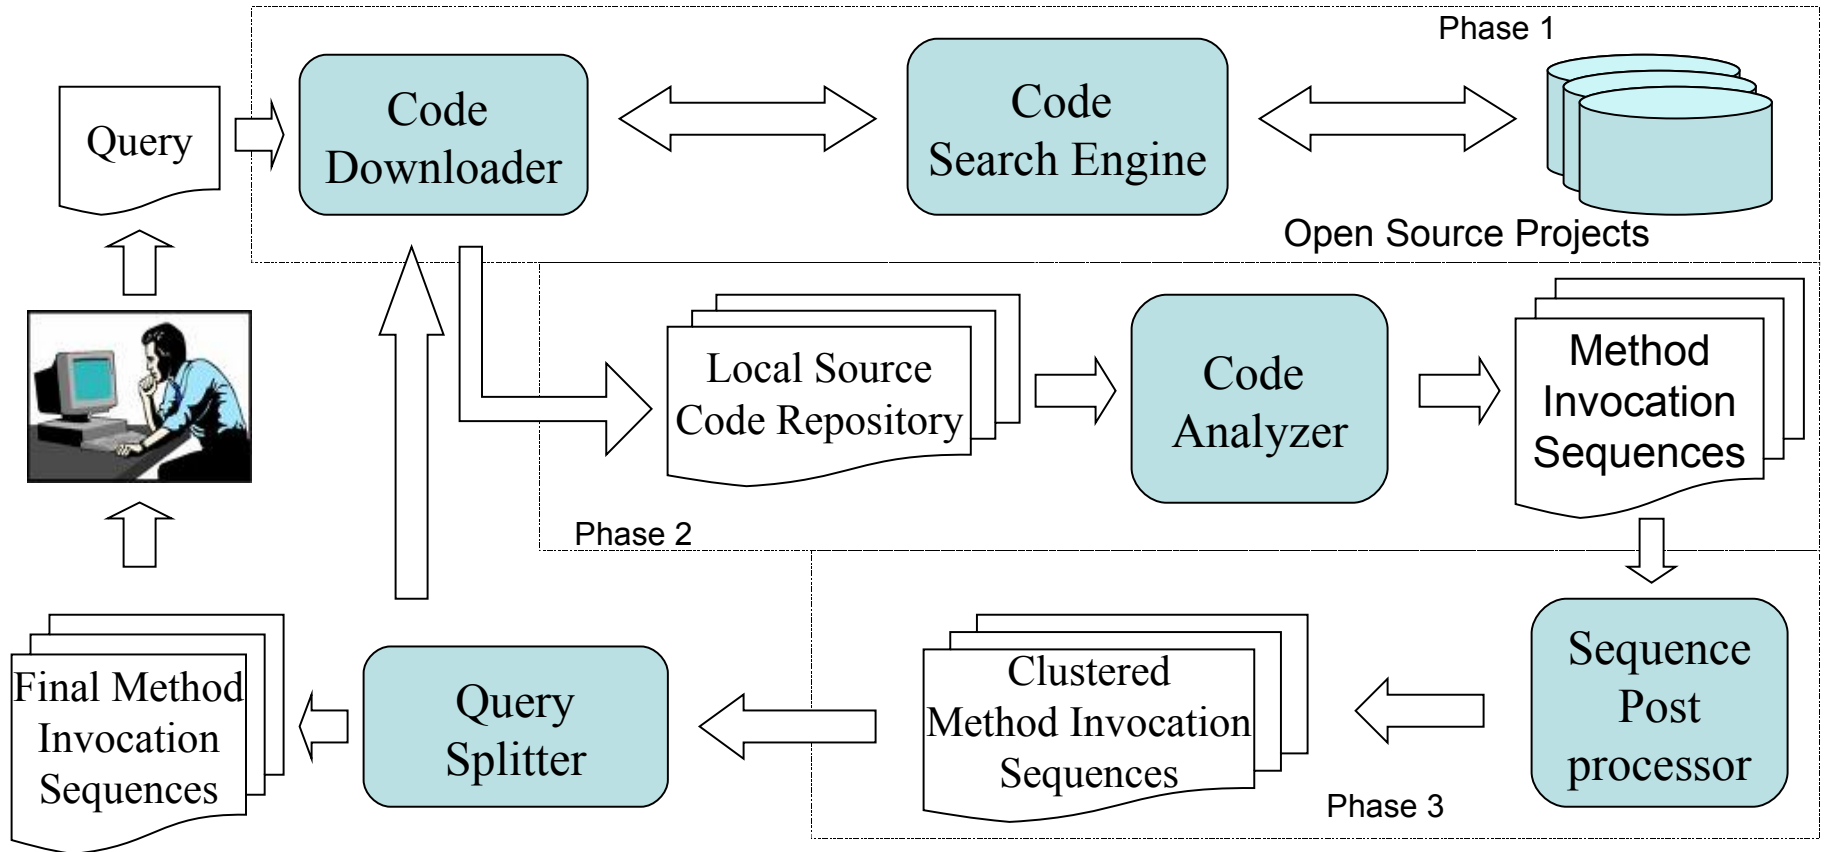 Phase 1
Query
Code
Downloader
Code
Search Engine
Open Source Projects
Local Source
Code Repository
Code
Analyzer
Method
Invocation
Sequences
Phase 2
Final Method
Invocation
Sequences
Query
Splitter
Clustered
Method Invocation
Sequences
Sequence
Post
processor
Phase 3